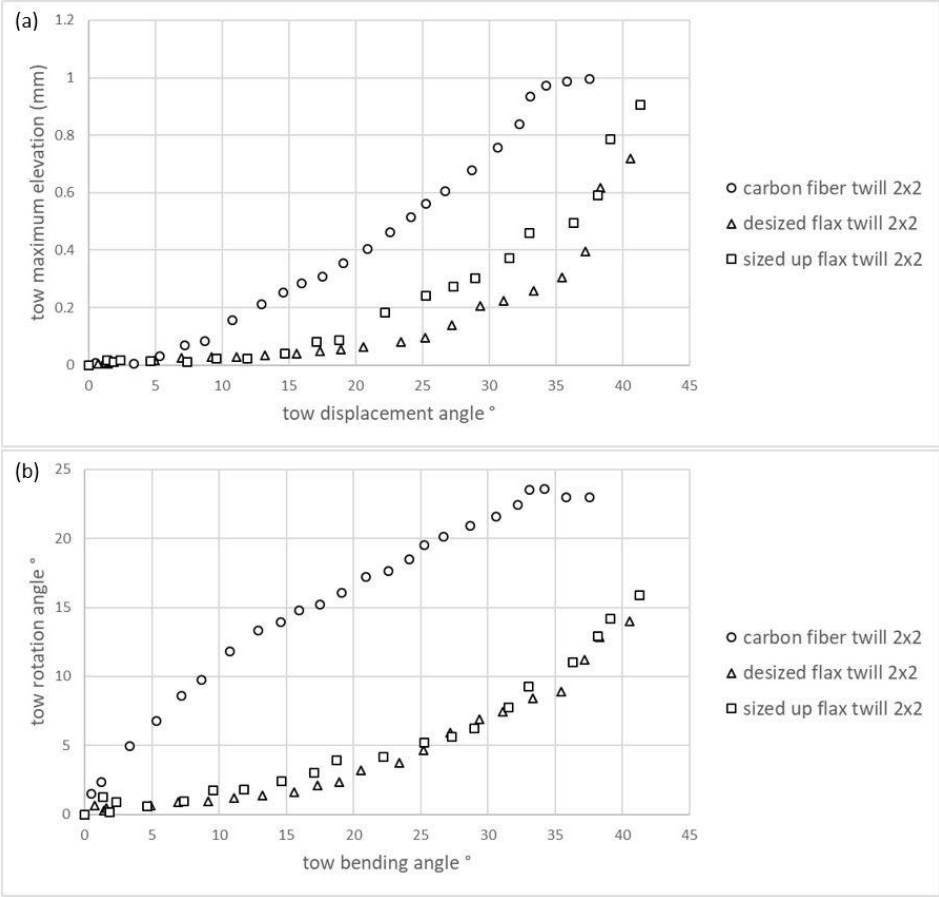 (a)
1.2
1
0.8
0.6
0.4
0.2
0
0 5 10 15 20 25 30 35 40 45
tow maximum elevation (mm)
tow displacement angle °
carbon fiber twill 2x2
desized flax twill 2x2
sized up flax twill 2x2
(b)
25
20
15
10
5
0
0 5 10 15 20 25 30 35 40 45
tow rotation angle °
tow bending angle °
carbon fiber twill 2x2
desized flax twill 2x2
sized up flax twill 2x2